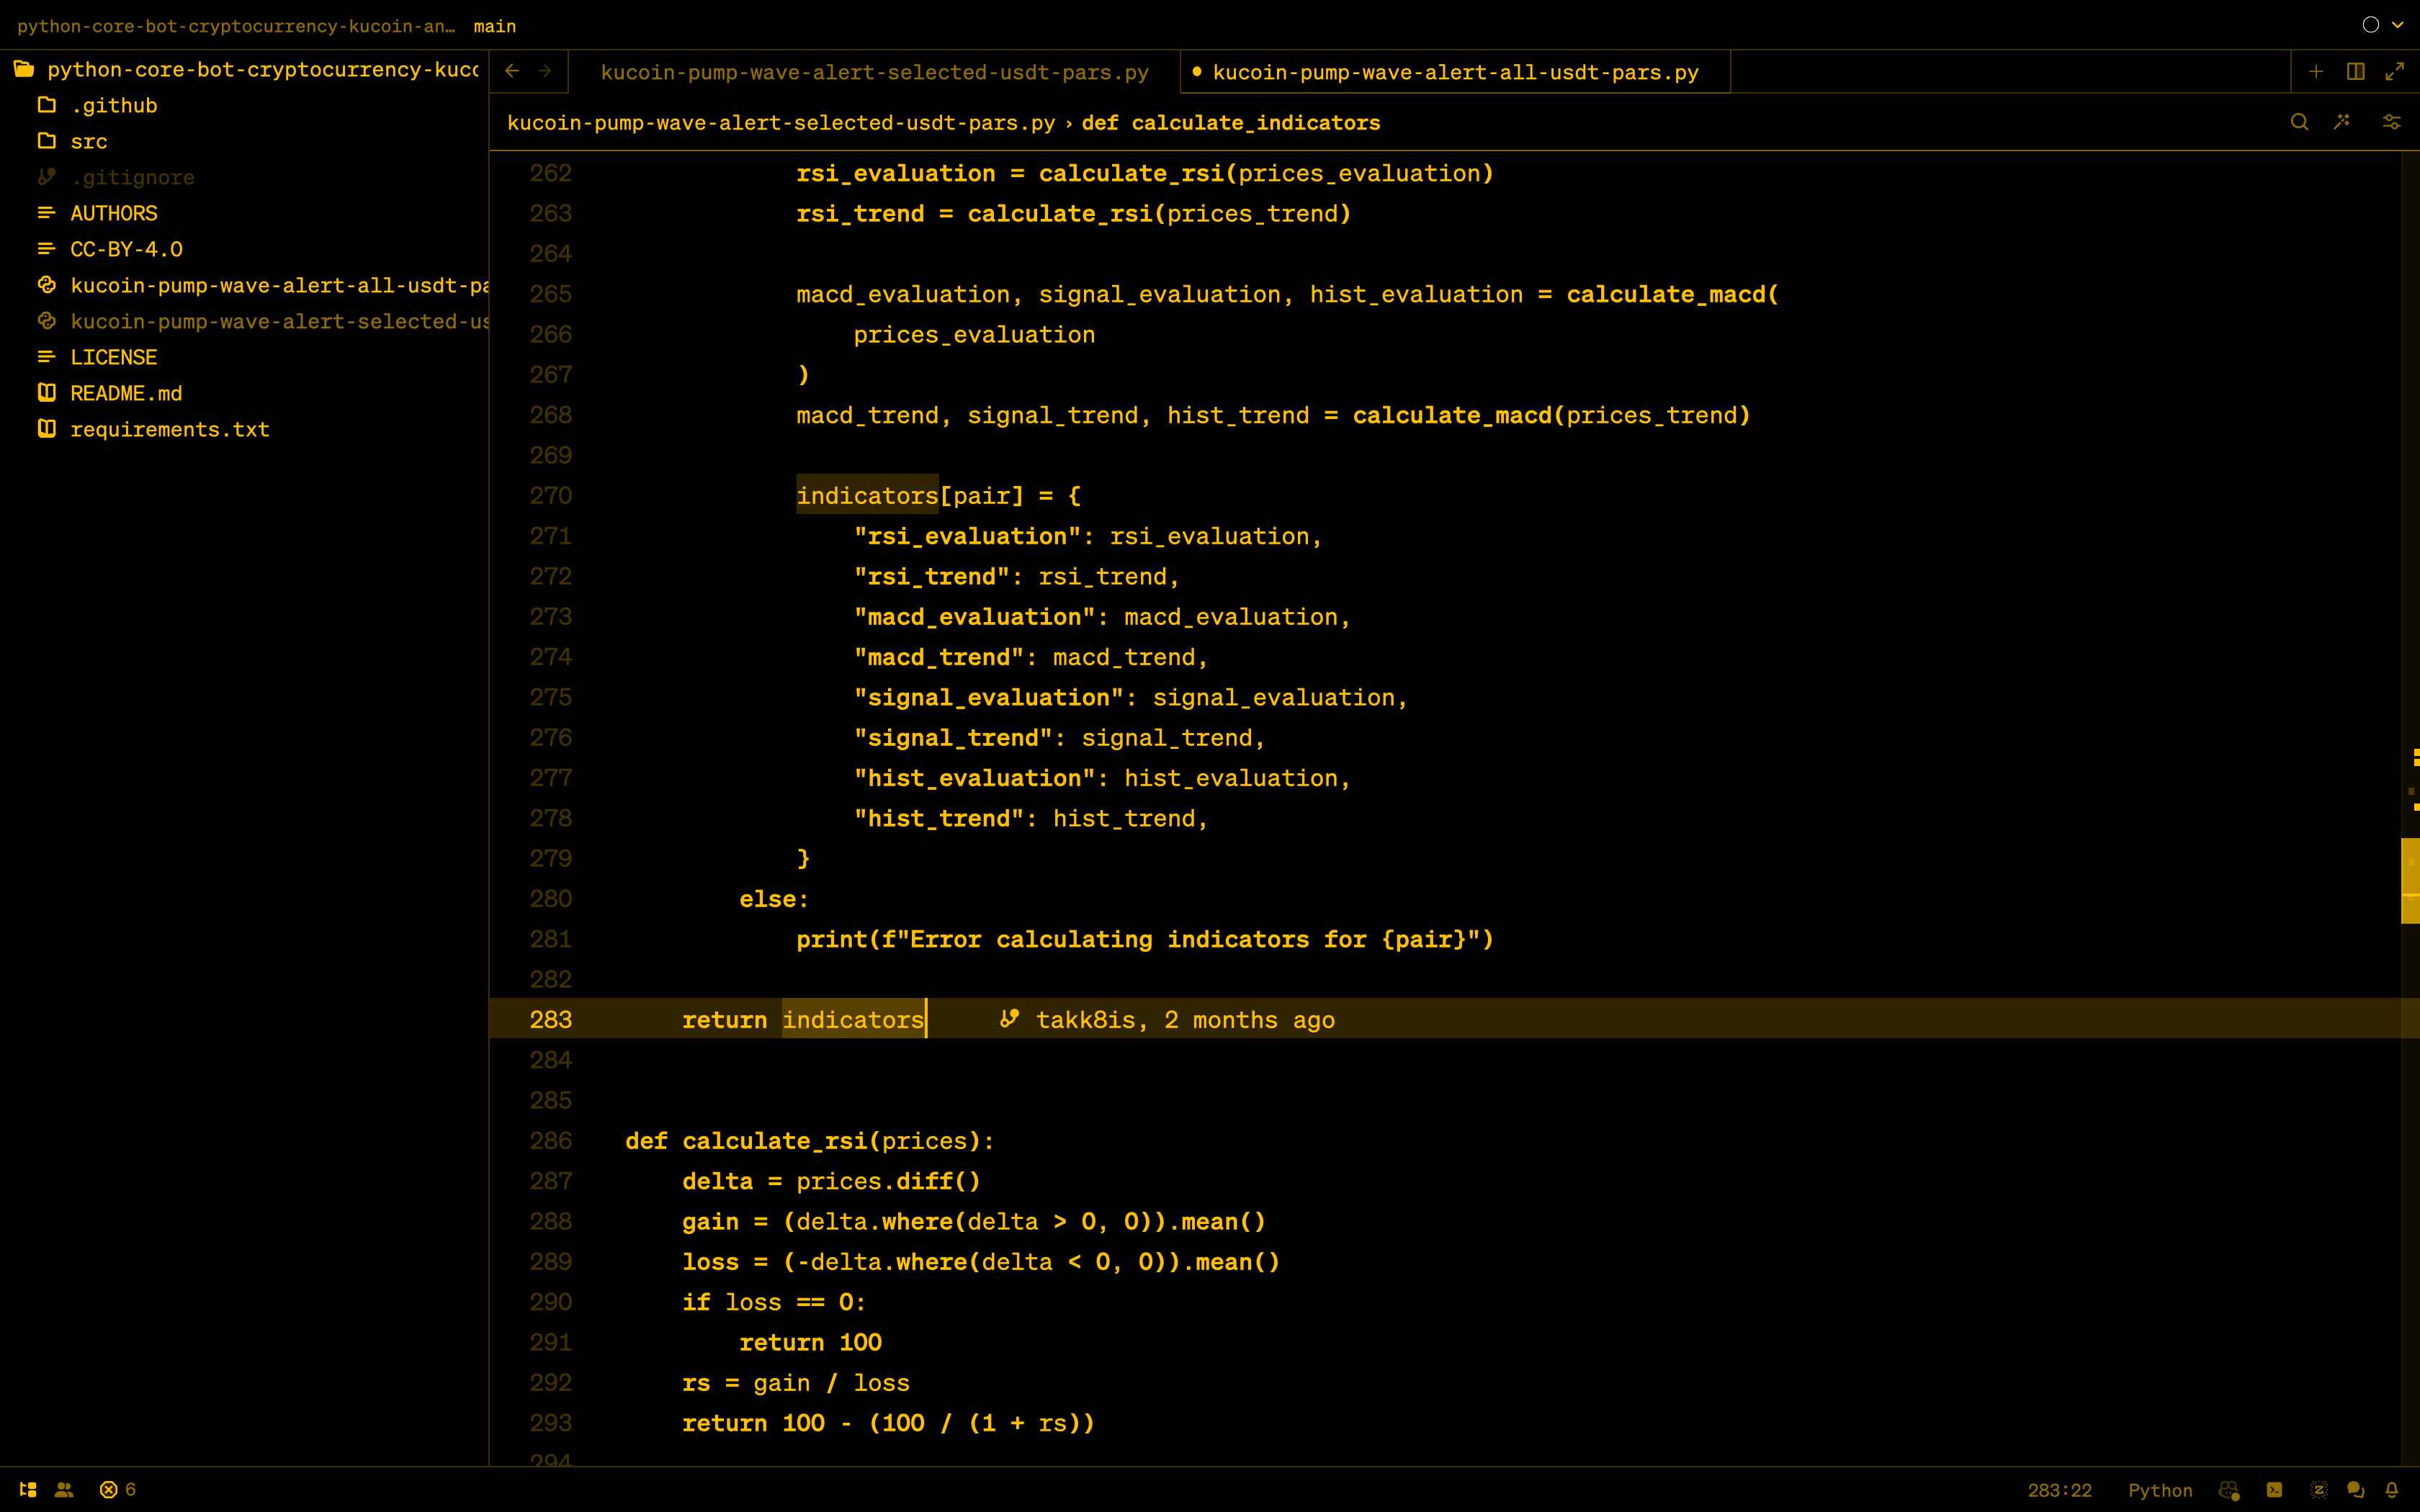 python-core-bot-cryptocurrency-kucoin-an… main
python-core-bot-cryptocurrency-kuc
.github
src
.gitignore
AUTHORS
CC-BY-4.0
kucoin-pump-wave-alert-all-usdt-pa
kucoin-pump-wave-alert-selected-us
LICENSE
README.md
requirements.txt
kucoin-pump-wave-alert-selected-usdt-pars.py
kucoin-pump-wave-alert-all-usdt-pars.py
kucoin-pump-wave-alert-selected-usdt-pars.py › def calculate_indicators
262 rsi_evaluation = calculate_rsi(prices_evaluation)
263 rsi_trend = calculate_rsi(prices_trend)
264
265 macd_evaluation, signal_evaluation, hist_evaluation = calculate_macd(
266 prices_evaluation
267 )
268 macd_trend, signal_trend, hist_trend = calculate_macd(prices_trend)
269
270 indicators[pair] = {
271 "rsi_evaluation": rsi_evaluation,
272 "rsi_trend": rsi_trend,
273 "macd_evaluation": macd_evaluation,
274 "macd_trend": macd_trend,
275 "signal_evaluation": signal_evaluation,
276 "signal_trend": signal_trend,
277 "hist_evaluation": hist_evaluation,
278 "hist_trend": hist_trend,
279 }
280 else:
281 print(f"Error calculating indicators for {pair}")
282
283 return indicators takk8is, 2 months ago
284
285
286 def calculate_rsi(prices):
287 delta = prices.diff()
288 gain = (delta.where(delta > 0, 0)).mean()
289 loss = (-delta.where(delta < 0, 0)).mean()
290 if loss == 0:
291 return 100
292 rs = gain / loss
293 return 100 - (100 / (1 + rs))
294
6
283:22 Python